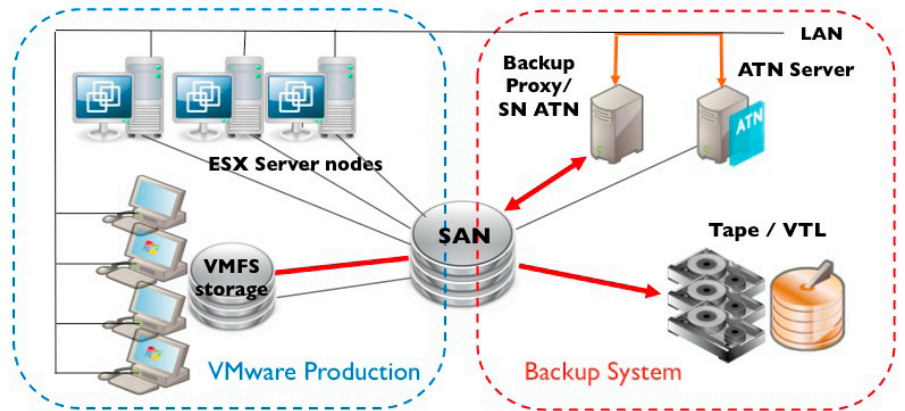 LAN
Backup
Proxy/
SN ATN
ATN Server
ATN
ESX Server nodes
SAN
Tape / VTL
VMFS
storage
VMware Production
Backup System